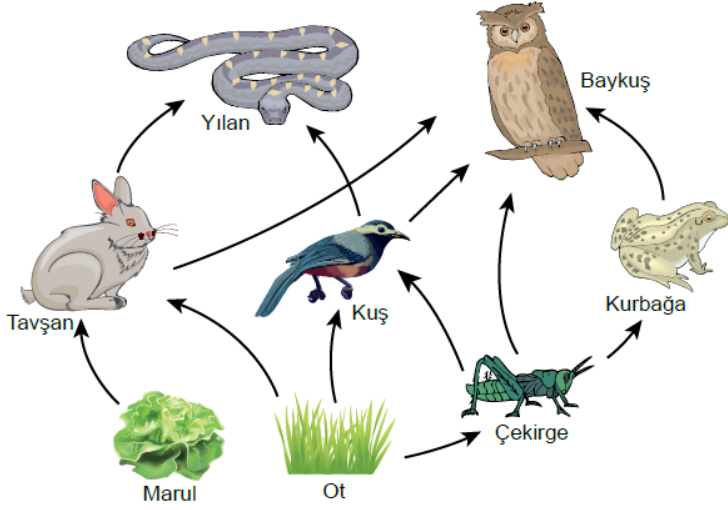 Yılan
Baykuş
Tavşan
Kuş
Kurbağa
Çekirge
Marul
Ot